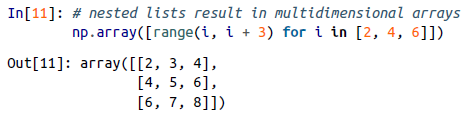 In[11]: # nested lists result in multidimensional arrays
        np.array([range(i, i + 3) for i in [2, 4, 6]])
Out[11]: array([[2, 3, 4],
                [4, 5, 6],
                [6, 7, 8]])